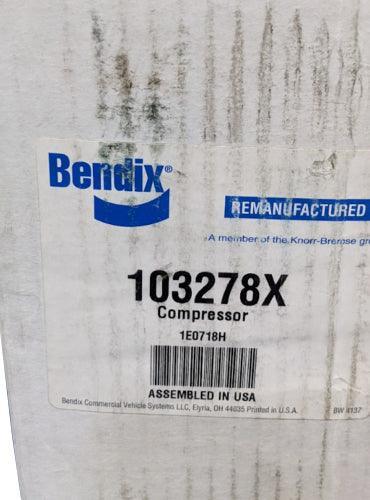 Bendix®
REMANUFACTURED
A member of the Knorr-Bremse
103278X
Compressor
1E0718H
ASSEMBLED IN USA
Bendix Commercial Vehicle Systems LLC, Elyria, OH 44035 Printed in U.S.A.
BW 4137